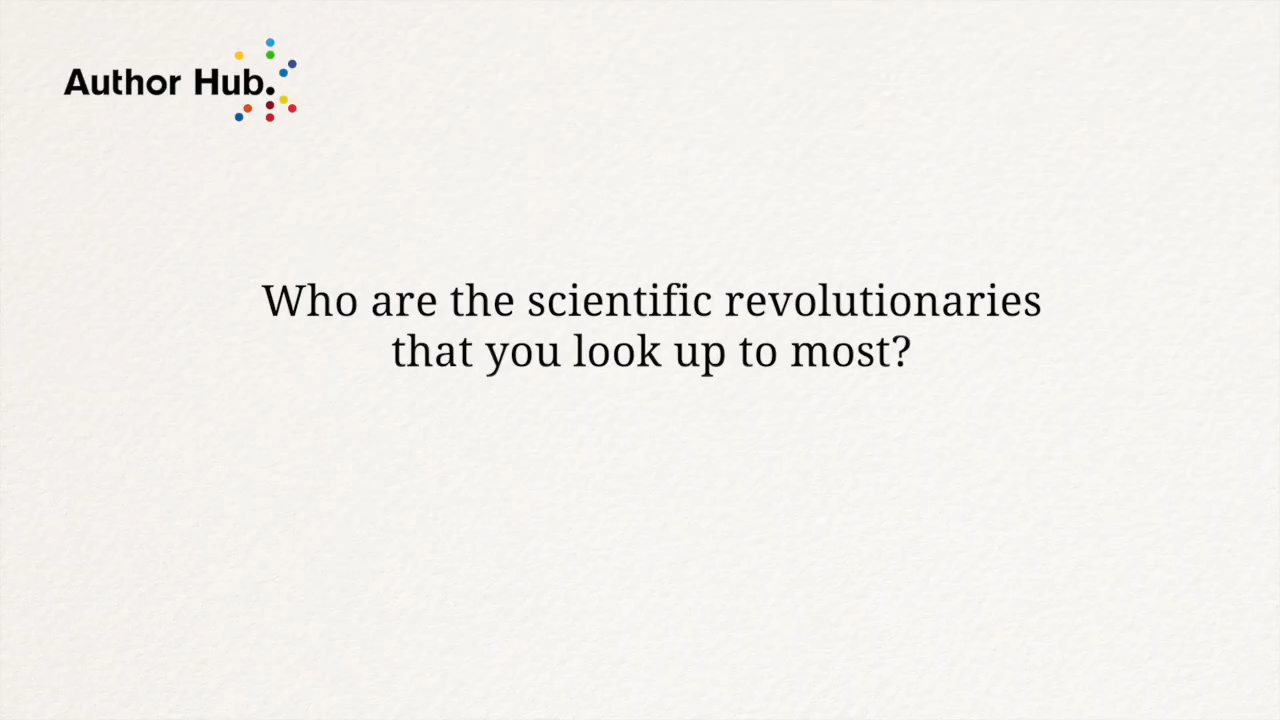 Author Hub.
Who are the scientific revolutionaries
that you look up to most?